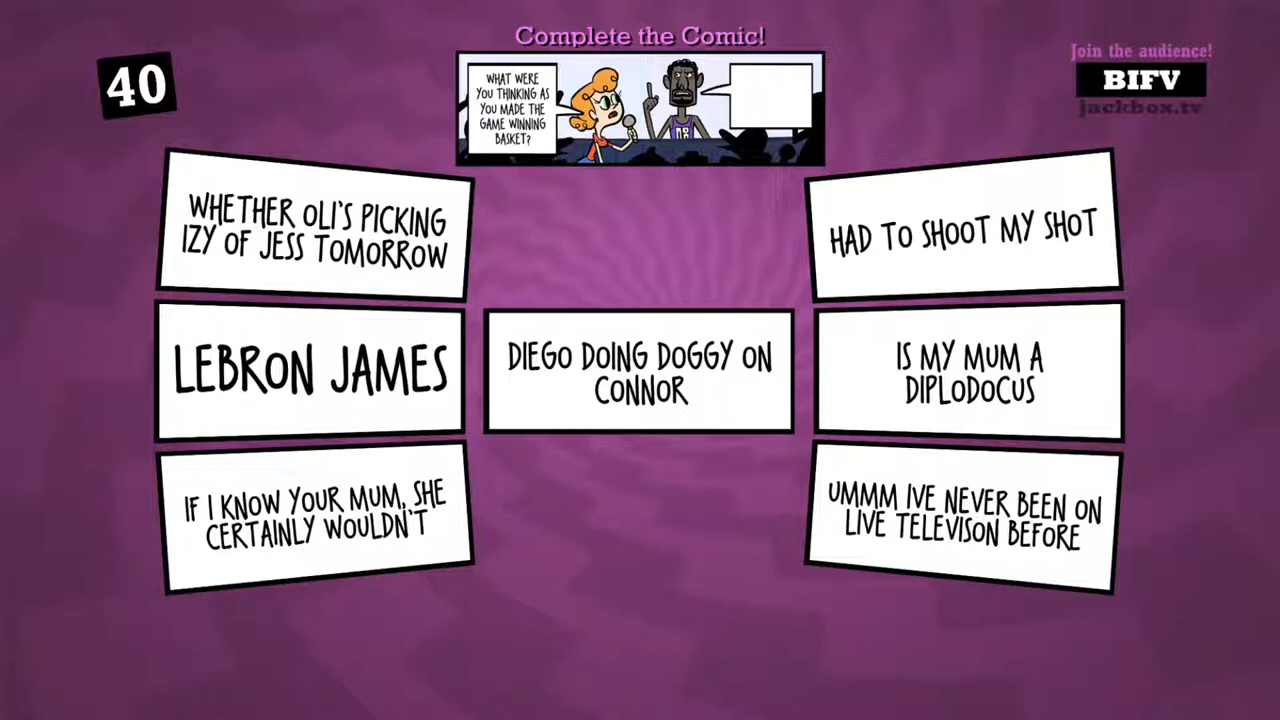 Complete the Comic!
40
WHAT WERE
YOU THINKING AS
YOU MADE THE
GAME WINNING
BASKET?
Join the audience!
BIFV
jackbox.tv
WHETHER OLI'S PICKING
IZY OF JESS TOMORROW
HAD TO SHOOT MY SHOT
LEBRON JAMES
DIEGO DOING DOGGY ON
CONNOR
IS MY MUM A
DIPLODOCUS
IF I KNOW YOUR MUM, SHE
CERTAINLY WOULDN'T
UMMM IVE NEVER BEEN ON
LIVE TELEVISON BEFORE